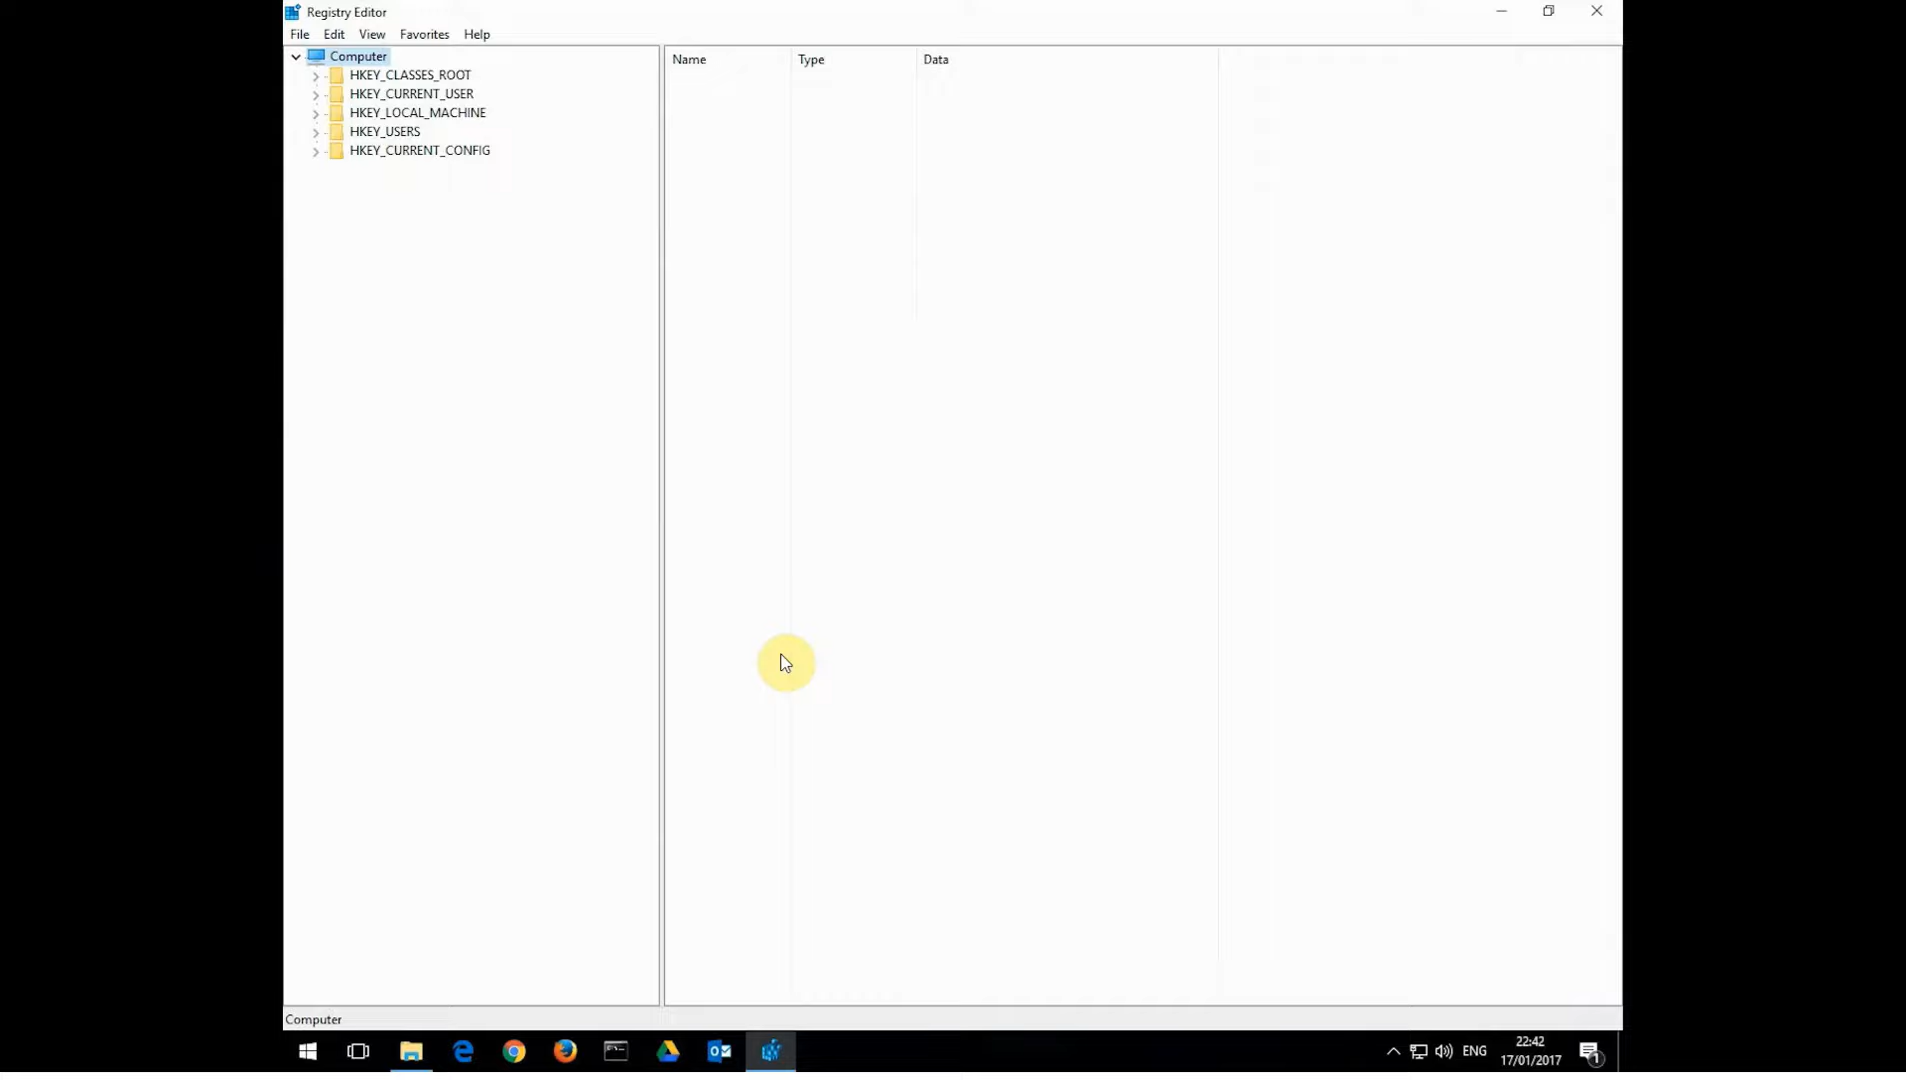 Registry Editor
File Edit View Favorites Help
Computer
HKEY_CLASSES_ROOT
HKEY_CURRENT_USER
HKEY_LOCAL_MACHINE
HKEY_USERS
HKEY_CURRENT_CONFIG
Name Type Data
Computer
ENG
22:42
17/01/2017
1